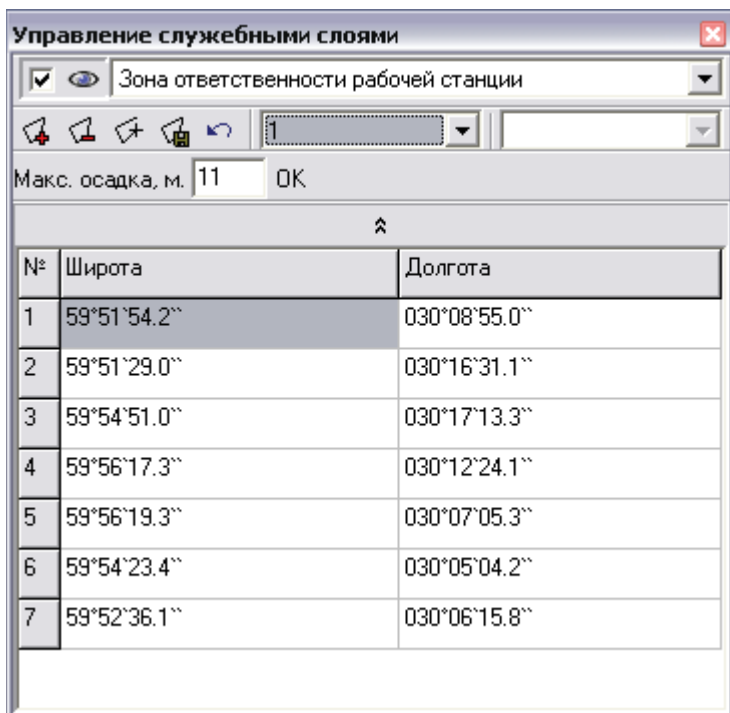 Управление служебными слоями
Зона ответственности рабочей станции
1
Макс. осадка, м. 11 OK
№ Широта Долгота
1 59°51`54.2`` 030°08`55.0``
2 59°51`29.0`` 030°16`31.1``
3 59°54`51.0`` 030°17`13.3``
4 59°56`17.3`` 030°12`24.1``
5 59°56`19.3`` 030°07`05.3``
6 59°54`23.4`` 030°05`04.2``
7 59°52`36.1`` 030°06`15.8``